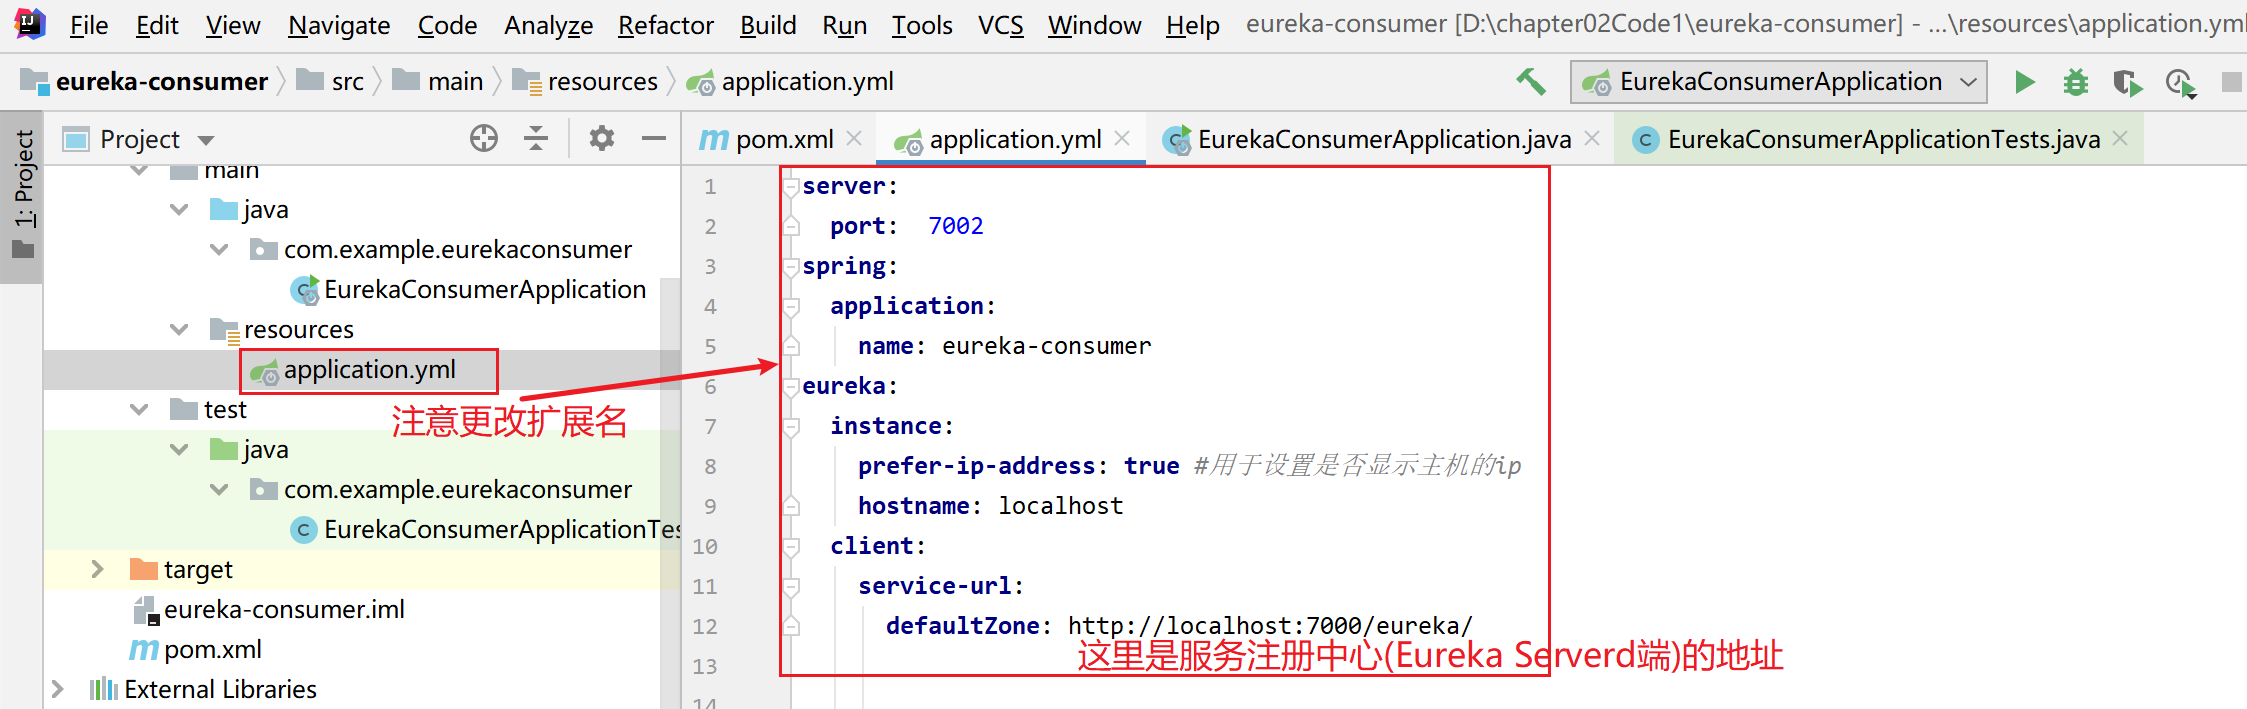 File Edit View Navigate Code Analyze Refactor Build Run Tools VCS Window Help eureka-consumer [D:\chapter02Code1\eureka-consumer] - ...\resources\application.yml
eureka-consumer src main resources application.yml EurekaConsumerApplication
1: Project
Project
main
java
com.example.eurekaconsumer
EurekaConsumerApplication
resources
application.yml
注意更改扩展名
test
java
com.example.eurekaconsumer
EurekaConsumerApplicationTes
target
eureka-consumer.iml
pom.xml
External Libraries
pom.xml application.yml EurekaConsumerApplication.java EurekaConsumerApplicationTests.java
1 server:
2 port: 7002
3 spring:
4 application:
5 name: eureka-consumer
6 eureka:
7 instance:
8 prefer-ip-address: true #用于设置是否显示主机的ip
9 hostname: localhost
10 client:
11 service-url:
12 defaultZone: http://localhost:7000/eureka/
这里是服务注册中心(Eureka Serverd端)的地址
13
14